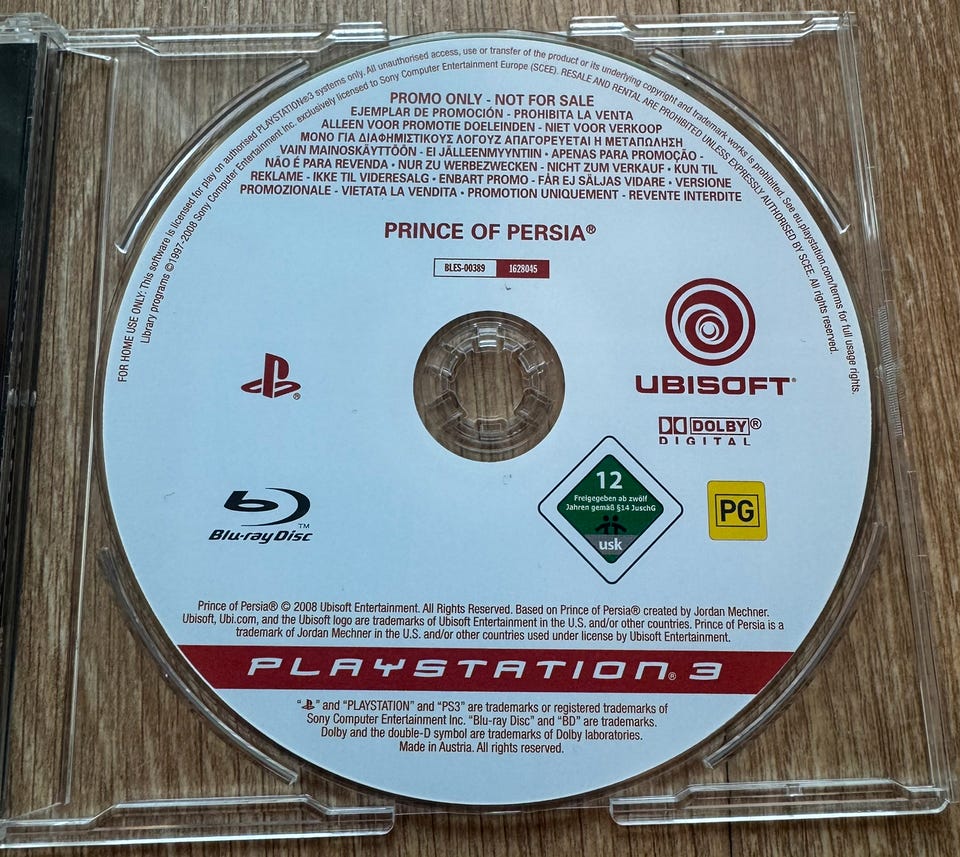 FOR HOME USE ONLY: This software is licensed for play on authorised PLAYSTATION®3 systems only. All unauthorised access, use or transfer of the product or its underlying copyright and trademark works is prohibited. See eu.playstation.com/terms for full usage rights.
Library programs ©1997-2008 Sony Computer Entertainment Inc. exclusively licensed to Sony Computer Entertainment Europe (SCEE). RESALE AND RENTAL ARE PROHIBITED UNLESS EXPRESSLY AUTHORISED BY SCEE. All rights reserved.
PROMO ONLY - NOT FOR SALE
EJEMPLAR DE PROMOCIÓN - PROHIBITA LA VENTA
ALLEEN VOOR PROMOTIE DOELEINDEN - NIET VOOR VERKOOP
ΜΟΝΟ ΓΙΑ ΔΙΑΦΗΜΙΣΤΙΚΟΥΣ ΛΟΓΟΥΖ ΑΠΑΓΟΡΕΥΕΤΑΙ Η ΜΕΤΑΠΩΛΗΣΗ
VAIN MAINOSKÄYTTÖÖN - EI JÄLLEENMYYNTIIN • APENAS PARA PROMOÇÃO -
NÃO É PARA REVENDA • NUR ZU WERBEZWECKEN - NICHT ZUM VERKAUF • KUN TIL
REKLAME - IKKE TIL VIDERESALG • ENBART PROMO - FÅR EJ SÄLJAS VIDARE • VERSIONE
PROMOZIONALE - VIETATA LA VENDITA • PROMOTION UNIQUEMENT - REVENTE INTERDITE
PRINCE OF PERSIA®
BLES-00389 1628045
UBISOFT®
DOLBY®
DIGITAL
12
Freigegeben ab zwölf
Jahren gemäß §14 JuschG
usk
PG
Blu-ray Disc™
Prince of Persia® © 2008 Ubisoft Entertainment. All Rights Reserved. Based on Prince of Persia® created by Jordan Mechner.
Ubisoft, Ubi.com, and the Ubisoft logo are trademarks of Ubisoft Entertainment in the U.S. and/or other countries. Prince of Persia is a
trademark of Jordan Mechner in the U.S. and/or other countries used under license by Ubisoft Entertainment.
PLAYSTATION®3
"PS" and "PLAYSTATION" and "PS3" are trademarks or registered trademarks of
Sony Computer Entertainment Inc. "Blu-ray Disc" and "BD" are trademarks.
Dolby and the double-D symbol are trademarks of Dolby laboratories.
Made in Austria. All rights reserved.